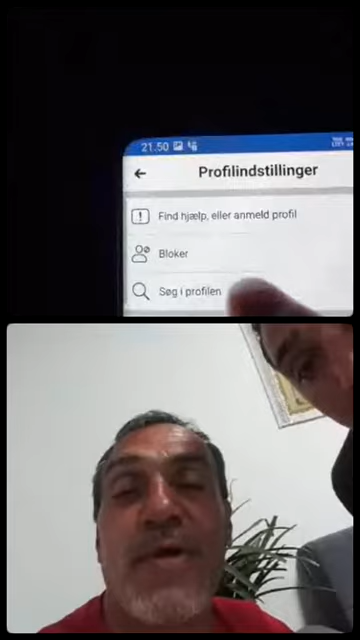 21.50
Profilindstillinger
Find hjælp, eller anmeld profil
Bloker
Søg i profilen